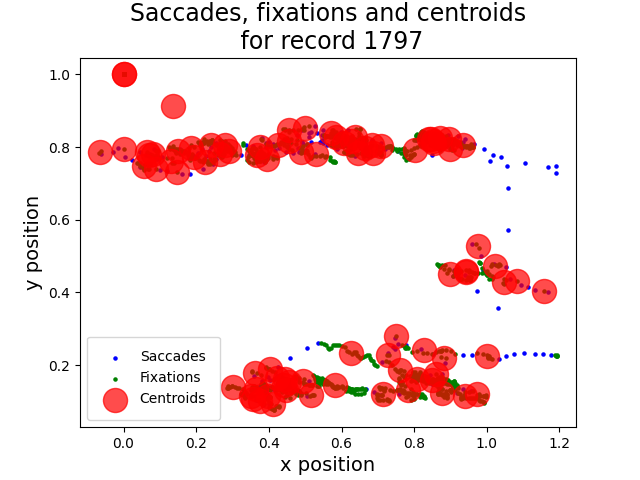 Saccades, fixations and centroids
for record 1797
y position
1.0
0.8
0.6
0.4
0.2
Saccades
Fixations
Centroids
0.0 0.2 0.4 0.6 0.8 1.0 1.2
x position